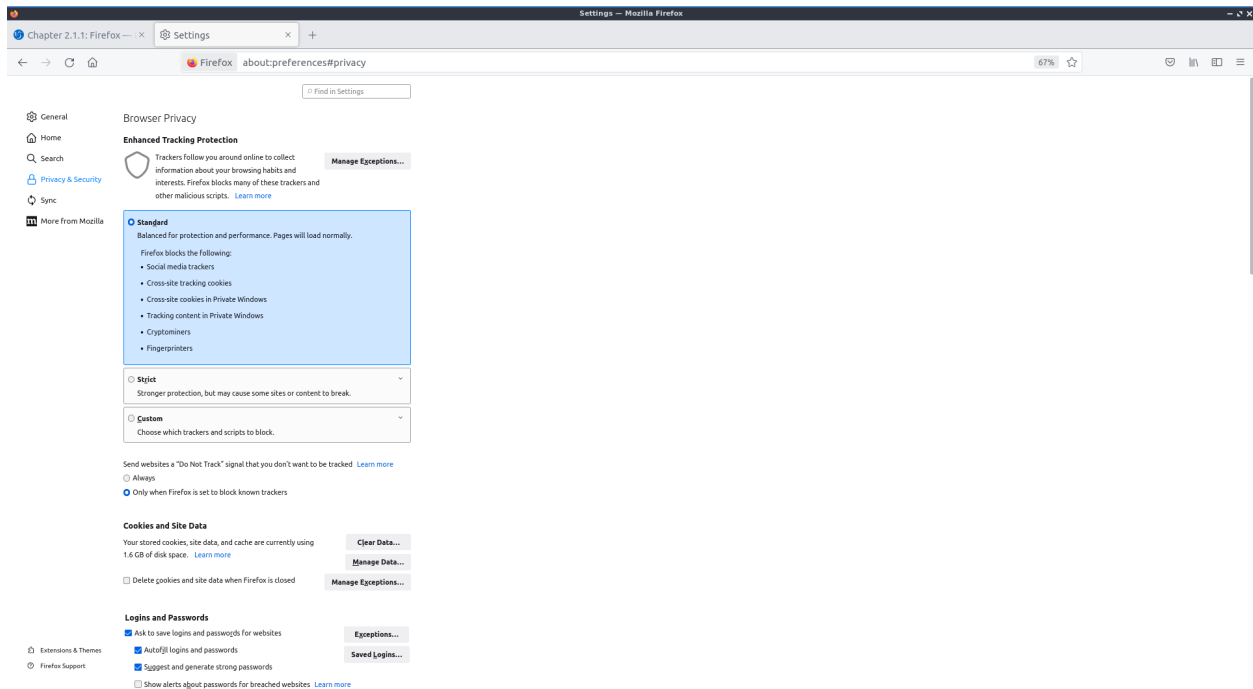 Settings — Mozilla Firefox
Chapter 2.1.1: Firefox —
Settings
Firefox about:preferences#privacy 67%
Find in Settings
General
Home
Search
Privacy & Security
Sync
More from Mozilla
Extensions & Themes
Firefox Support
Browser Privacy
Enhanced Tracking Protection
Trackers follow you around online to collect
information about your browsing habits and
interests. Firefox blocks many of these trackers and
other malicious scripts. Learn more
Manage Exceptions...
Standard
Balanced for protection and performance. Pages will load normally.
Firefox blocks the following:
• Social media trackers
• Cross-site tracking cookies
• Cross-site cookies in Private Windows
• Tracking content in Private Windows
• Cryptominers
• Fingerprinters
Strict
Stronger protection, but may cause some sites or content to break.
Custom
Choose which trackers and scripts to block.
Send websites a “Do Not Track” signal that you don’t want to be tracked Learn more
Always
Only when Firefox is set to block known trackers
Cookies and Site Data
Your stored cookies, site data, and cache are currently using
1.6 GB of disk space. Learn more
Clear Data...
Manage Data...
Delete cookies and site data when Firefox is closed
Manage Exceptions...
Logins and Passwords
Ask to save logins and passwords for websites
Exceptions...
Autofill logins and passwords
Saved Logins...
Suggest and generate strong passwords
Show alerts about passwords for breached websites Learn more